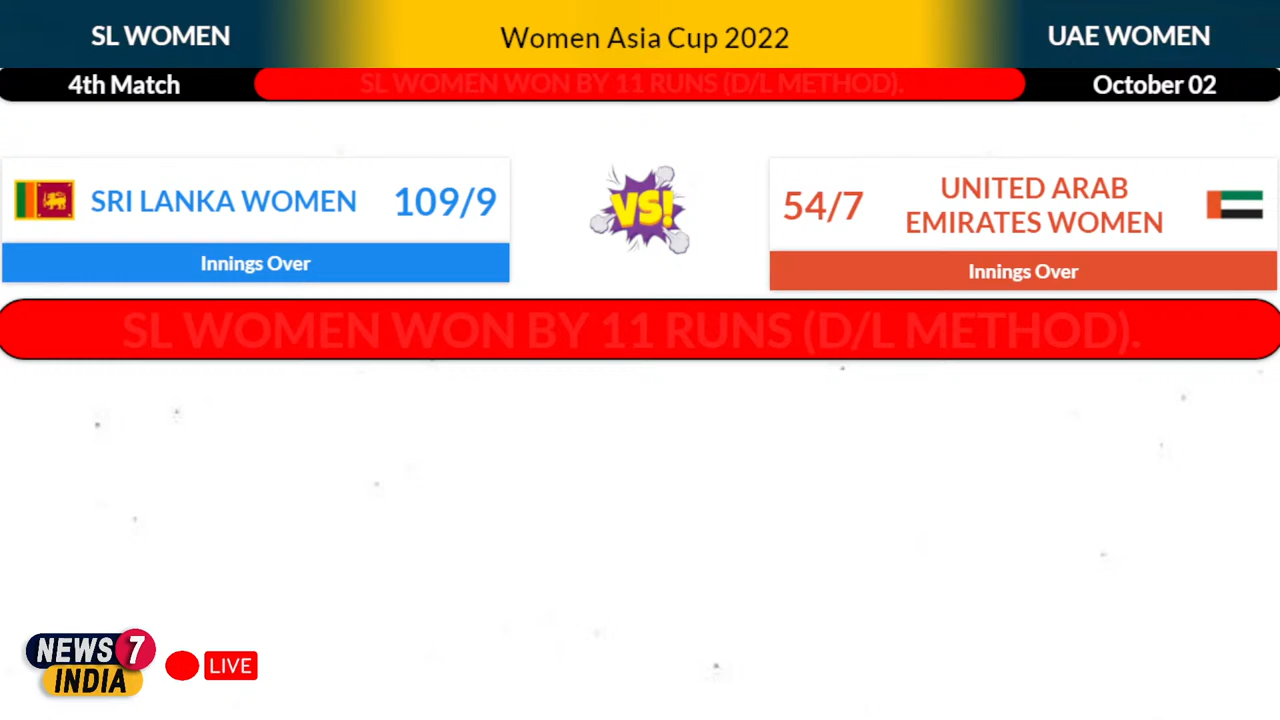 SL WOMEN
Women Asia Cup 2022
UAE WOMEN
4th Match
SL WOMEN WON BY 11 RUNS (D/L METHOD).
October 02
SRI LANKA WOMEN
109/9
VS!
54/7
UNITED ARAB
EMIRATES WOMEN
Innings Over
Innings Over
SL WOMEN WON BY 11 RUNS (D/L METHOD).
NEWS 7
INDIA
LIVE